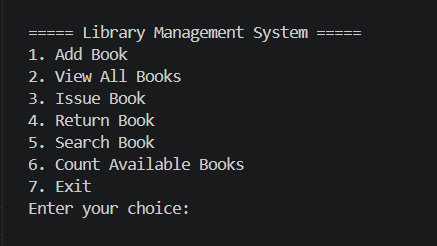 ===== Library Management System =====
1. Add Book
2. View All Books
3. Issue Book
4. Return Book
5. Search Book
6. Count Available Books
7. Exit
Enter your choice: